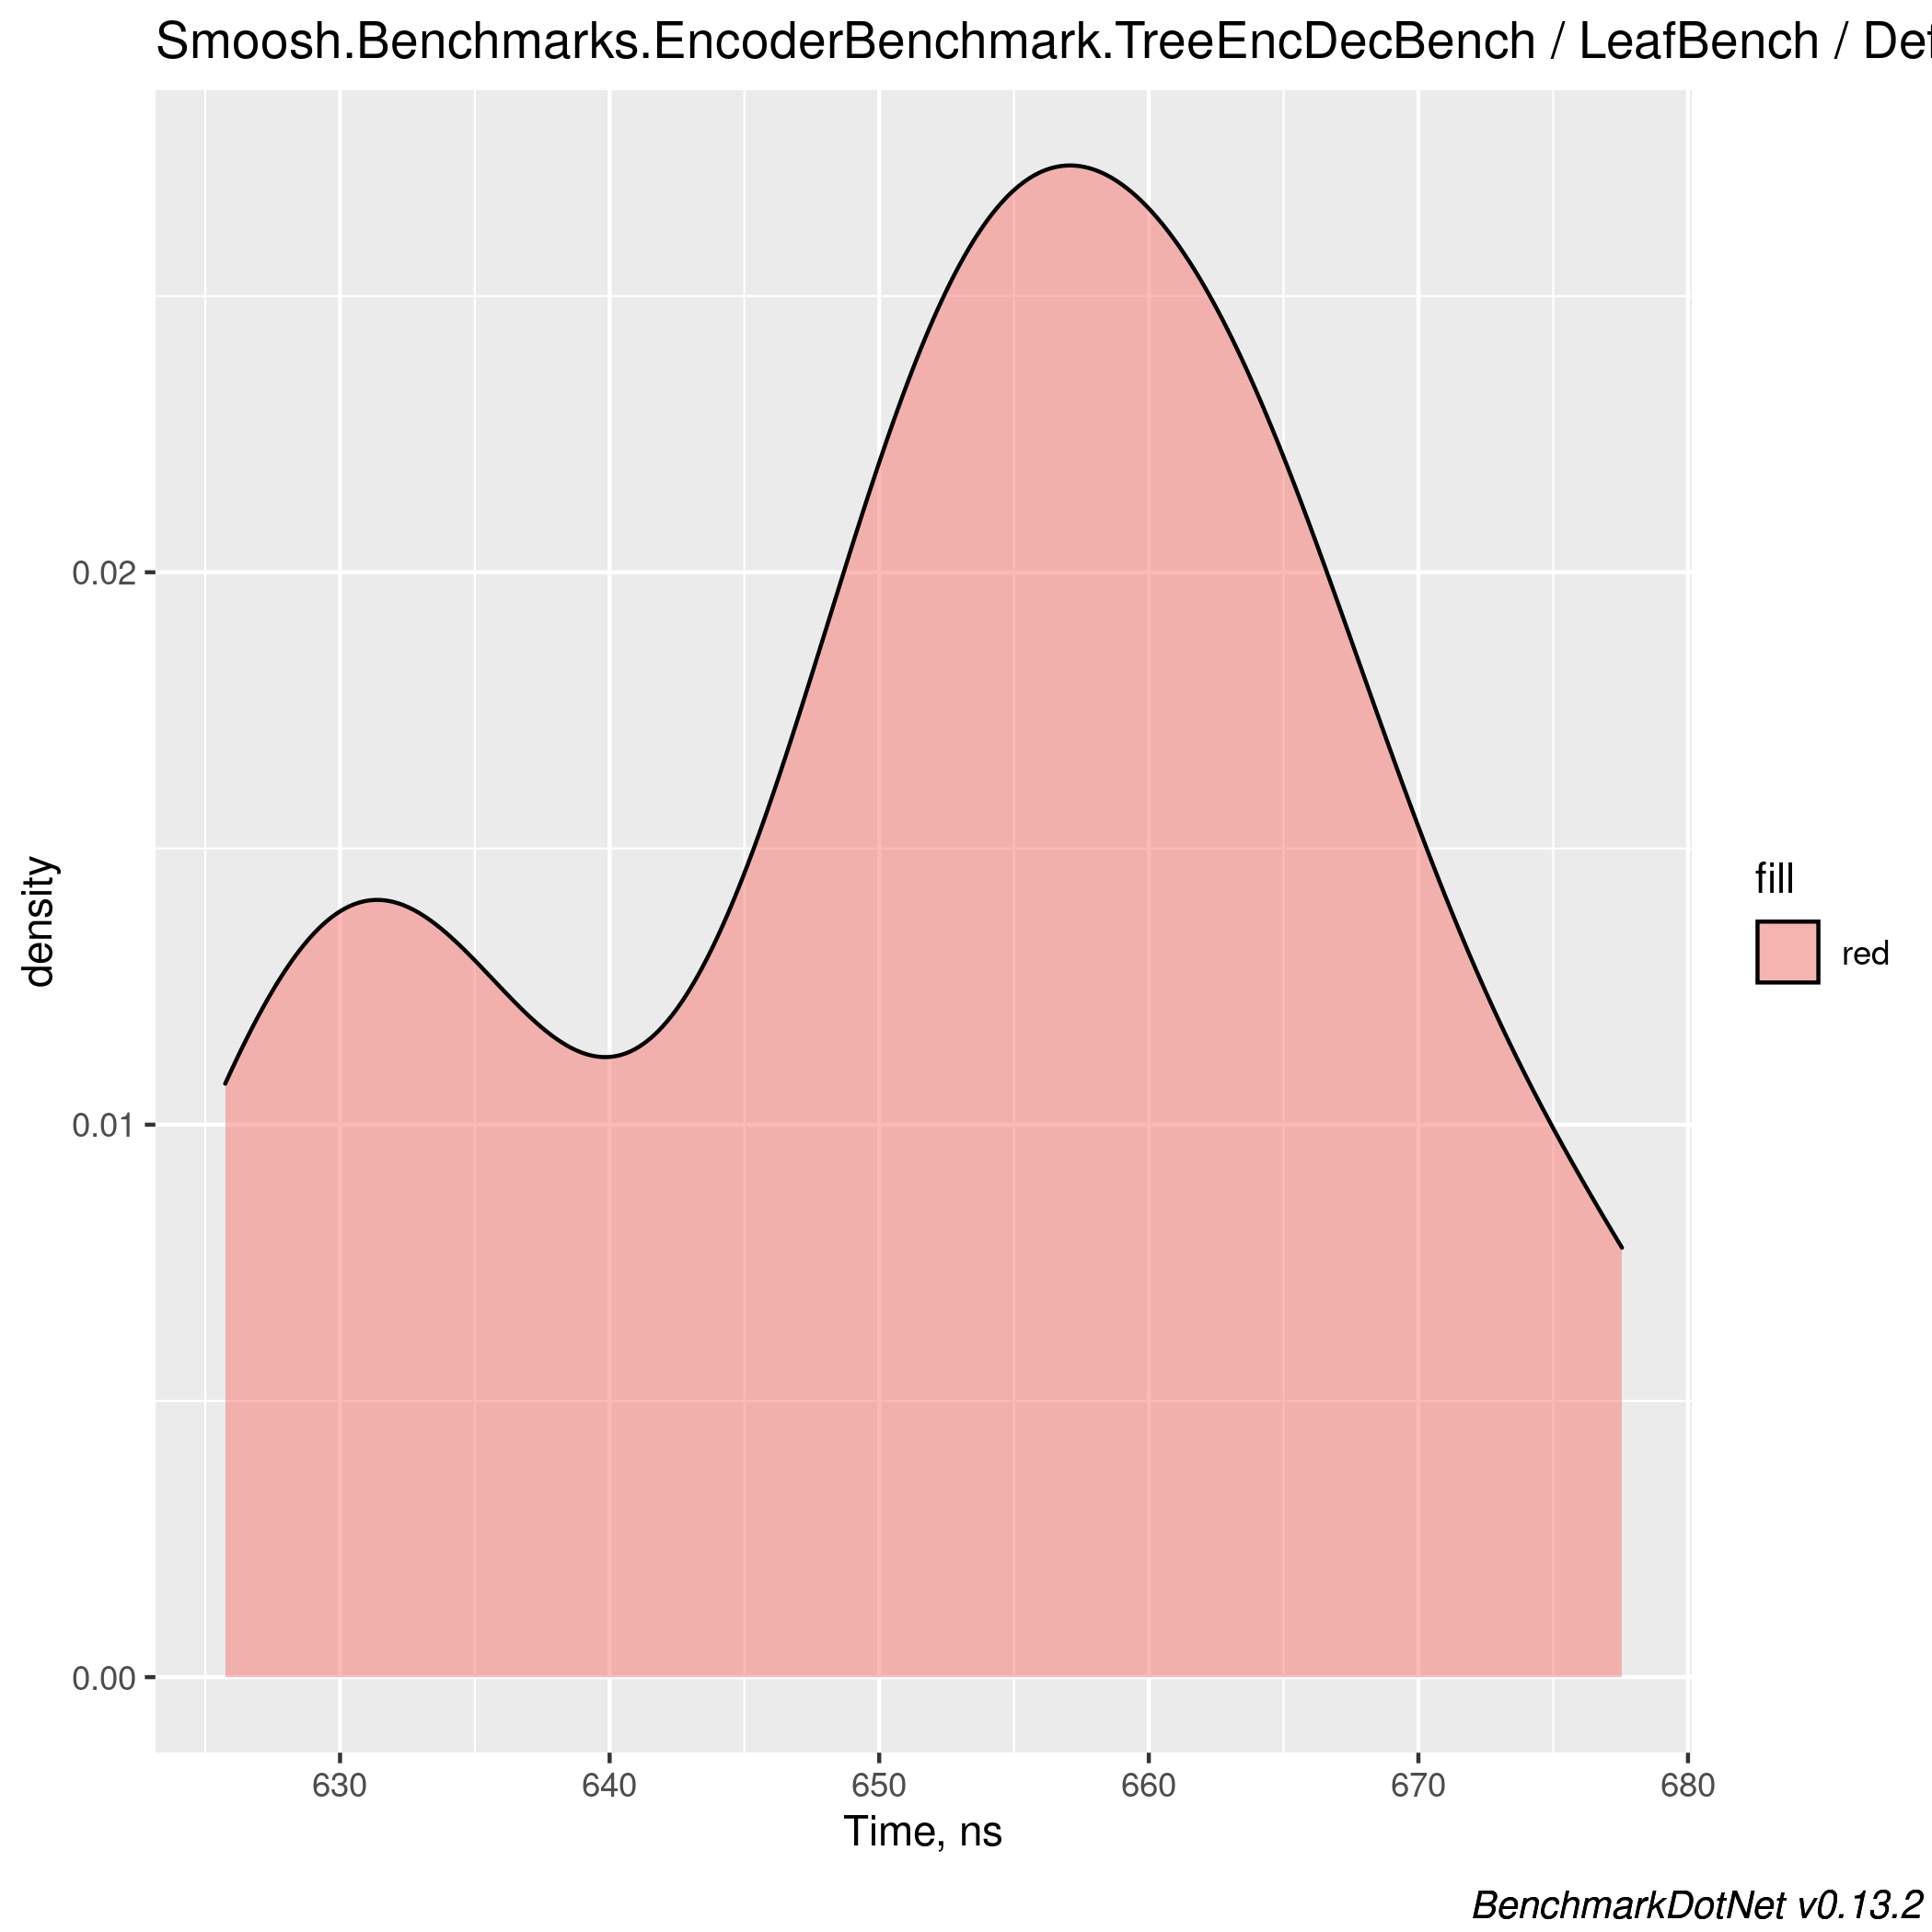 Smoosh.Benchmarks.EncoderBenchmark.TreeEncDecBench / LeafBench / Def
density
0.02
0.01
0.00
630 640 650 660 670 680
Time, ns
fill
red
BenchmarkDotNet v0.13.2